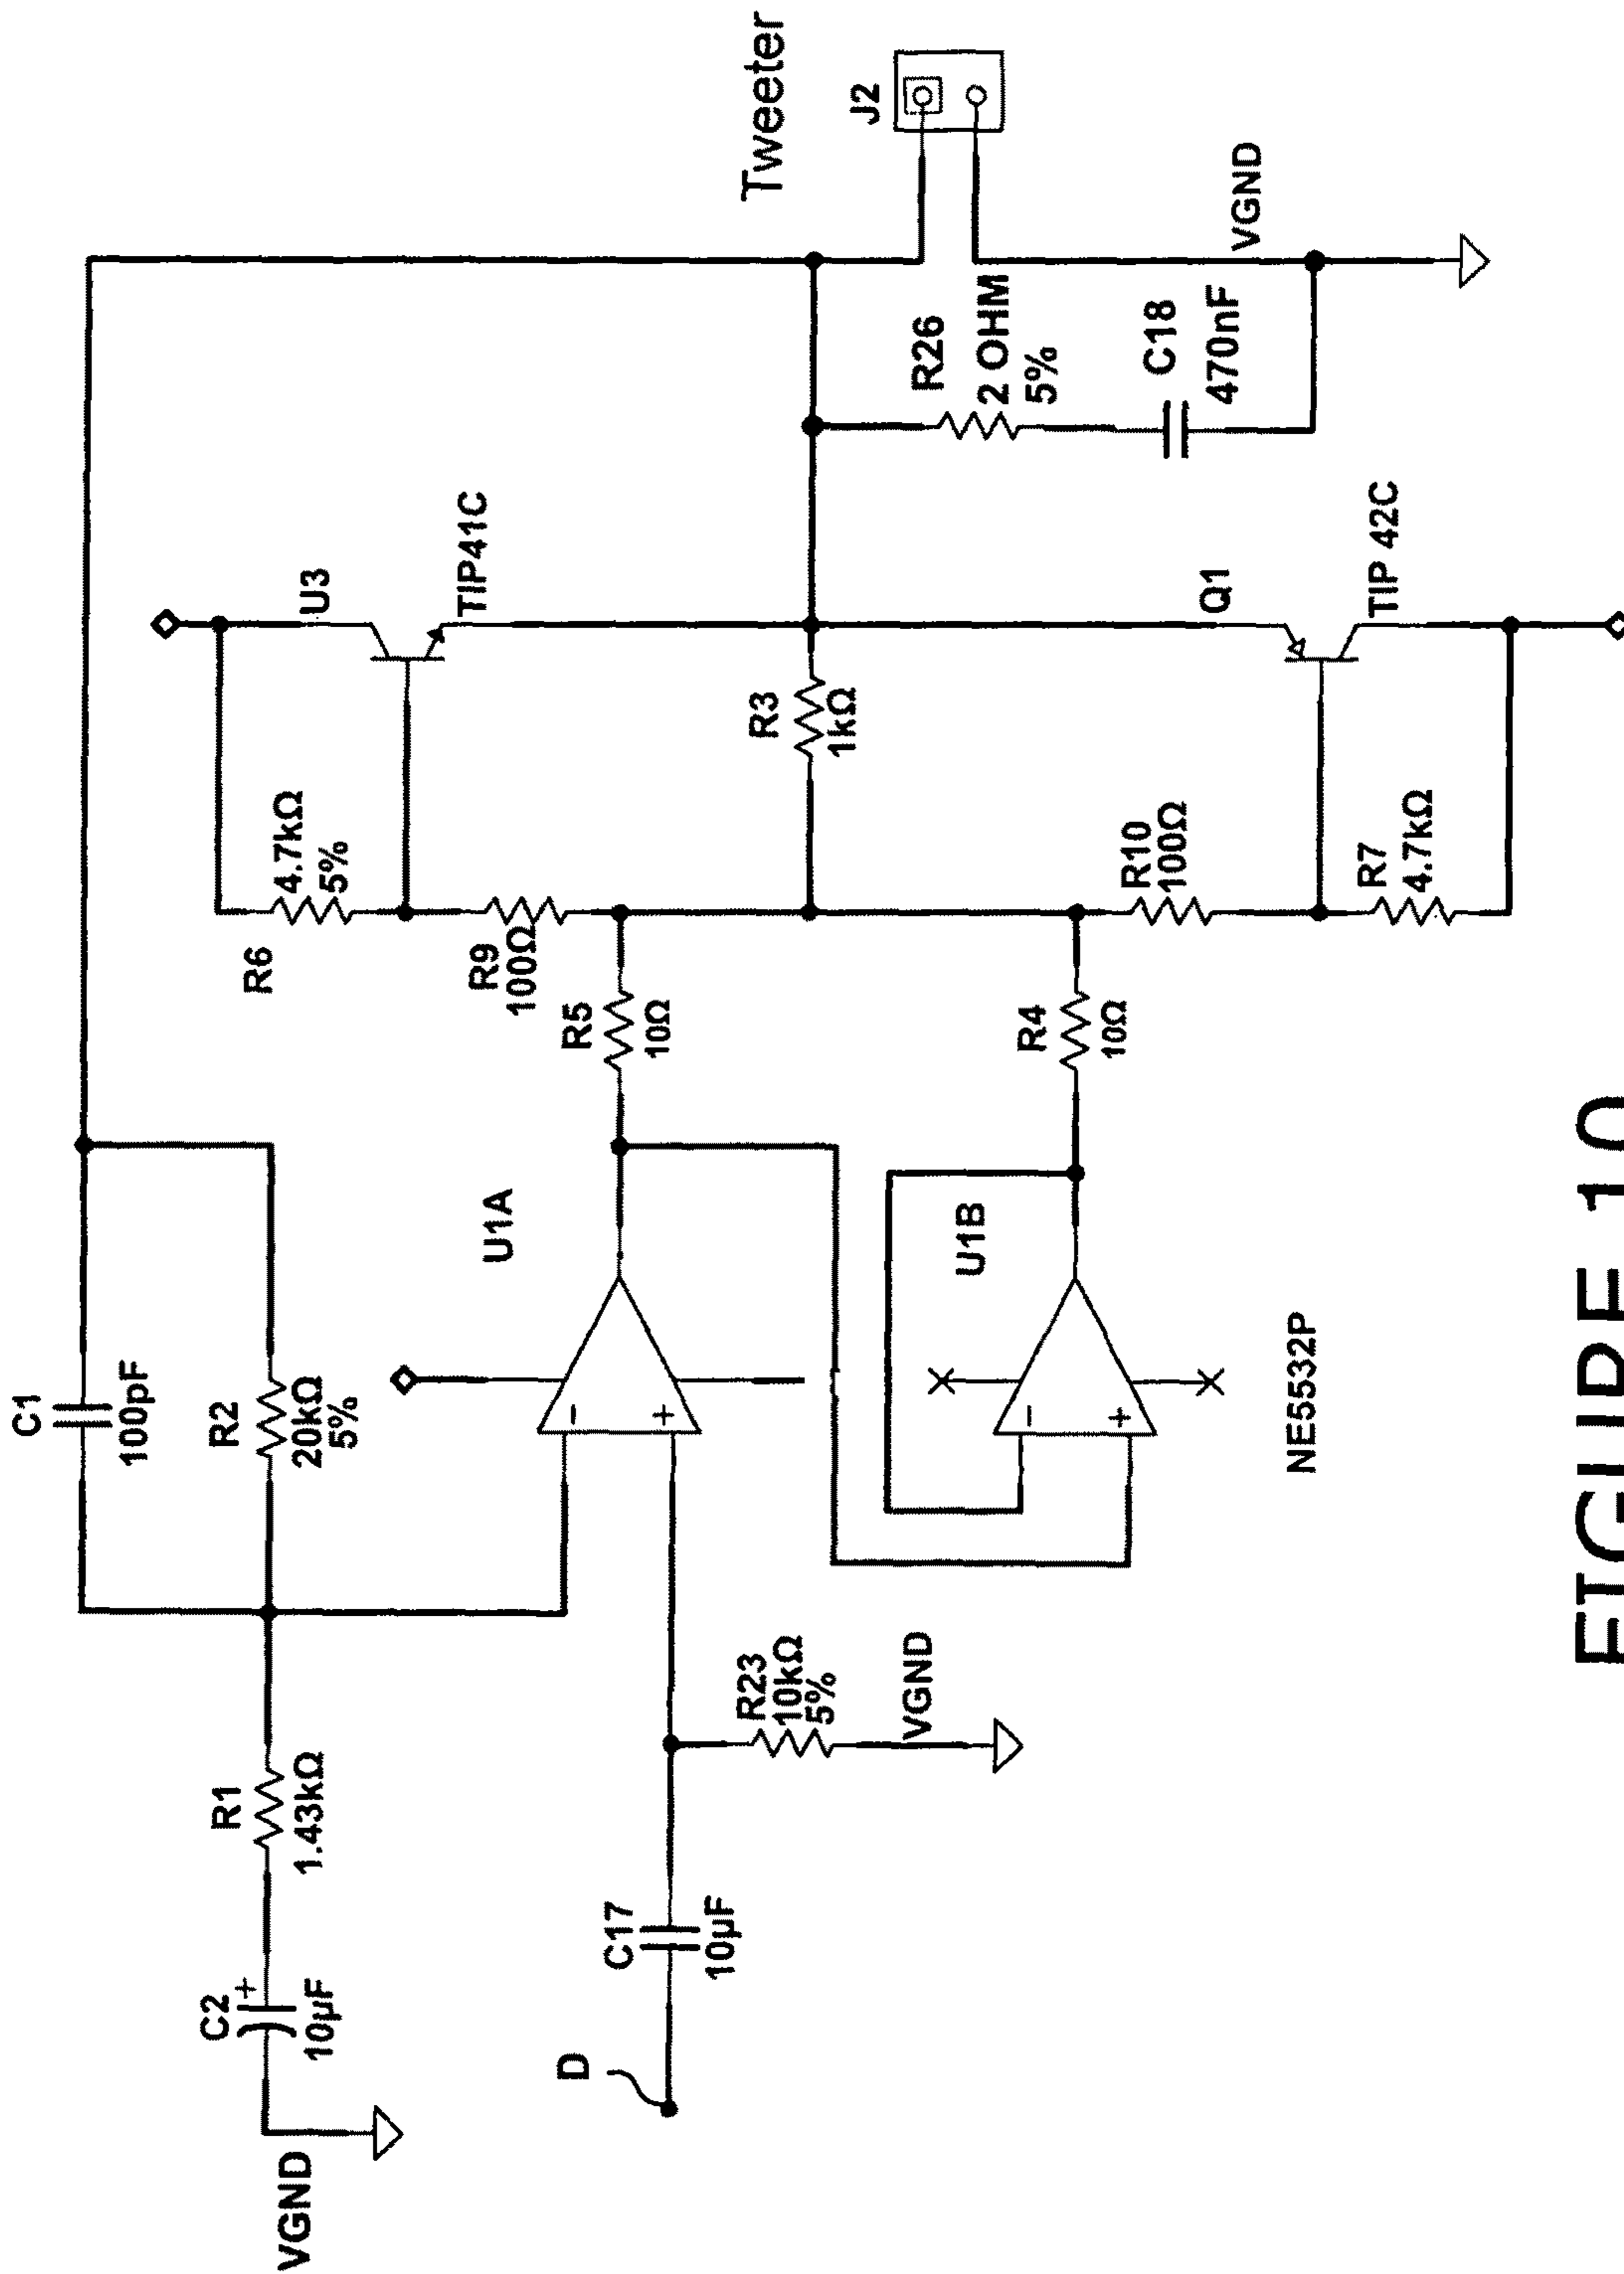 C1
100pF
R2
20kΩ
5%
R1
1.43kΩ
C2
+
10µF
VGND
D
C17
10µF
R23
10kΩ
5%
VGND
U1A
-
+
U1B
-
+
NE5532P
R5
10Ω
R4
10Ω
R6
4.7kΩ
5%
R9
100Ω
R3
1kΩ
R10
100Ω
R7
4.7kΩ
U3
TIP41C
Q1
TIP 42C
R26
2 OHM
5%
C18
470nF
VGND
Tweeter
J2
FIGURE 10